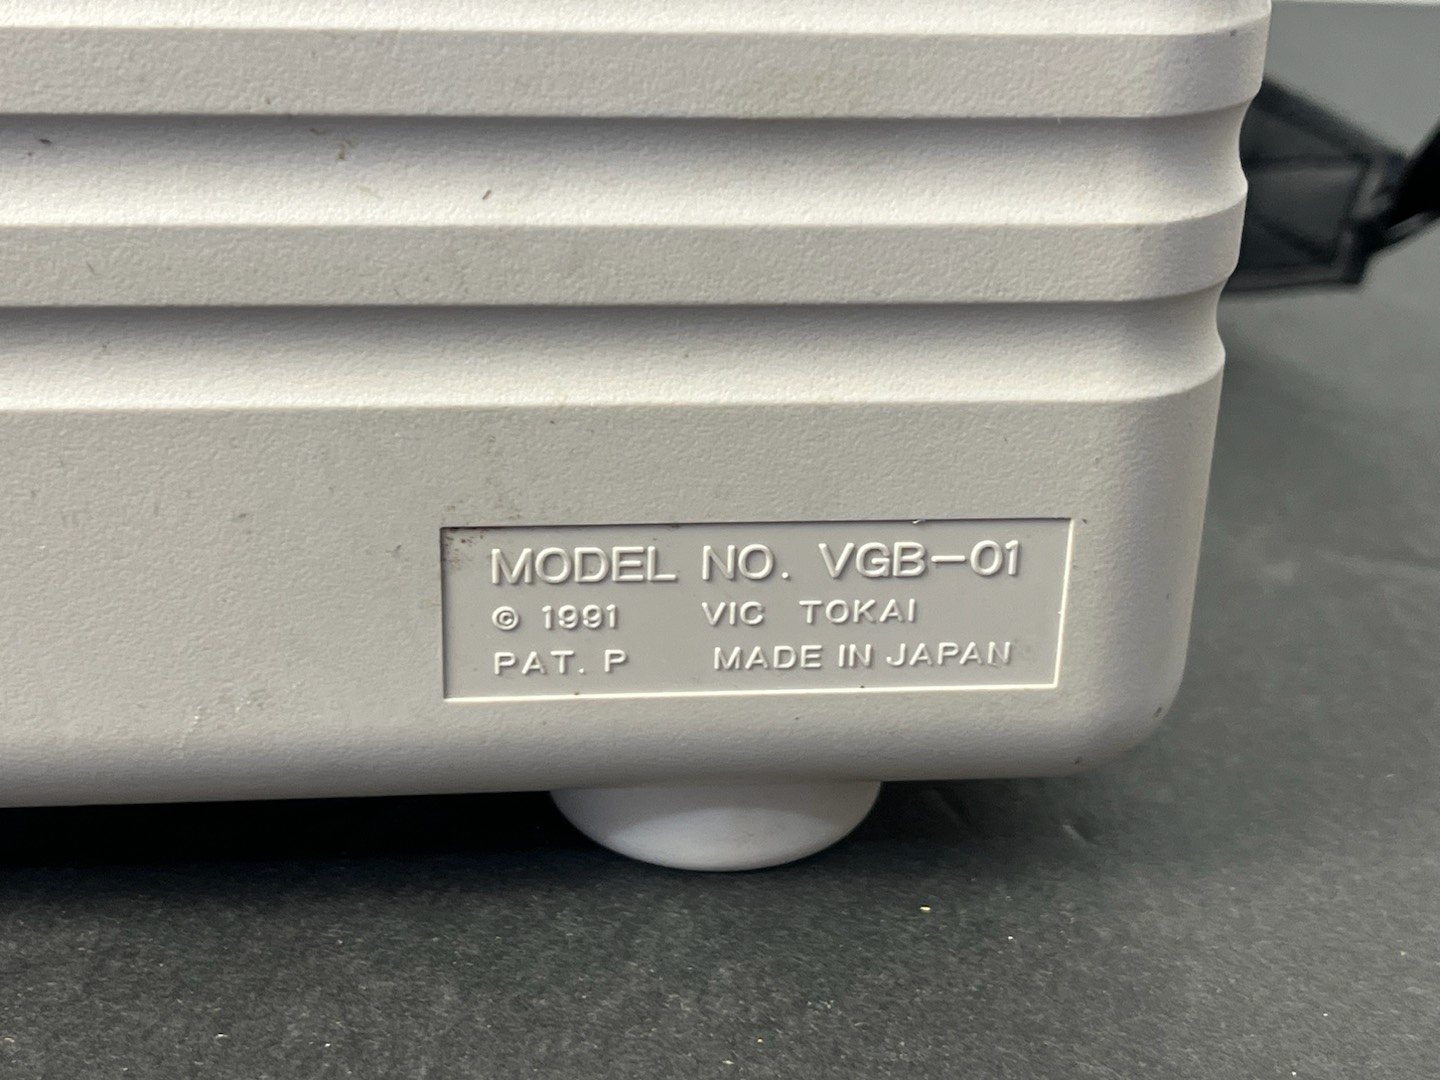 MODEL NO. VGB-01
© 1991 VIC TOKAI
PAT. P MADE IN JAPAN